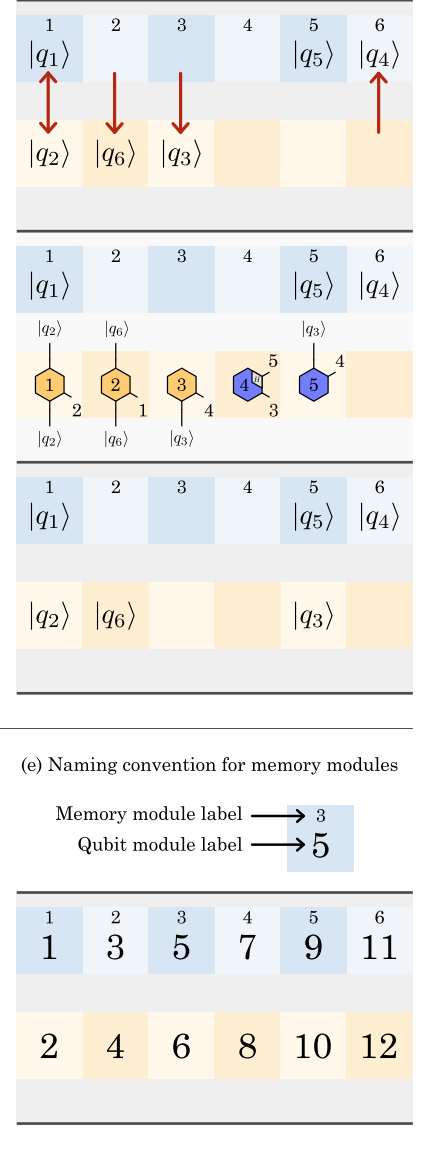 1 2 3 4 5 6
|q₁⟩ |q₅⟩ |q₄⟩
|q₂⟩ |q₆⟩ |q₃⟩
1 2 3 4 5 6
|q₁⟩ |q₅⟩ |q₄⟩
|q₂⟩ |q₆⟩ |q₃⟩
5 4
1 2 3 4 H 5
2 1 4 3
|q₂⟩ |q₆⟩ |q₃⟩
1 2 3 4 5 6
|q₁⟩ |q₅⟩ |q₄⟩
|q₂⟩ |q₆⟩ |q₃⟩
(e) Naming convention for memory modules
Memory module label 3
Qubit module label 5
1 2 3 4 5 6
1 3 5 7 9 11
2 4 6 8 10 12